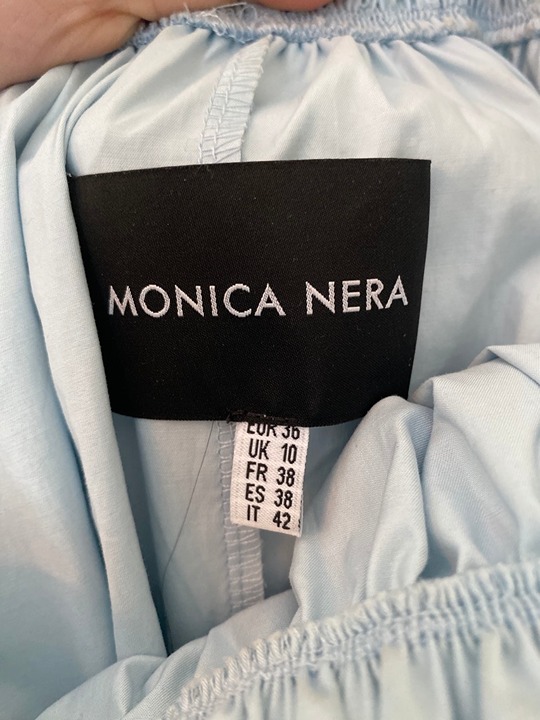 MONICA NERA
EUR 36
UK 10
FR 38
ES 38
IT 42